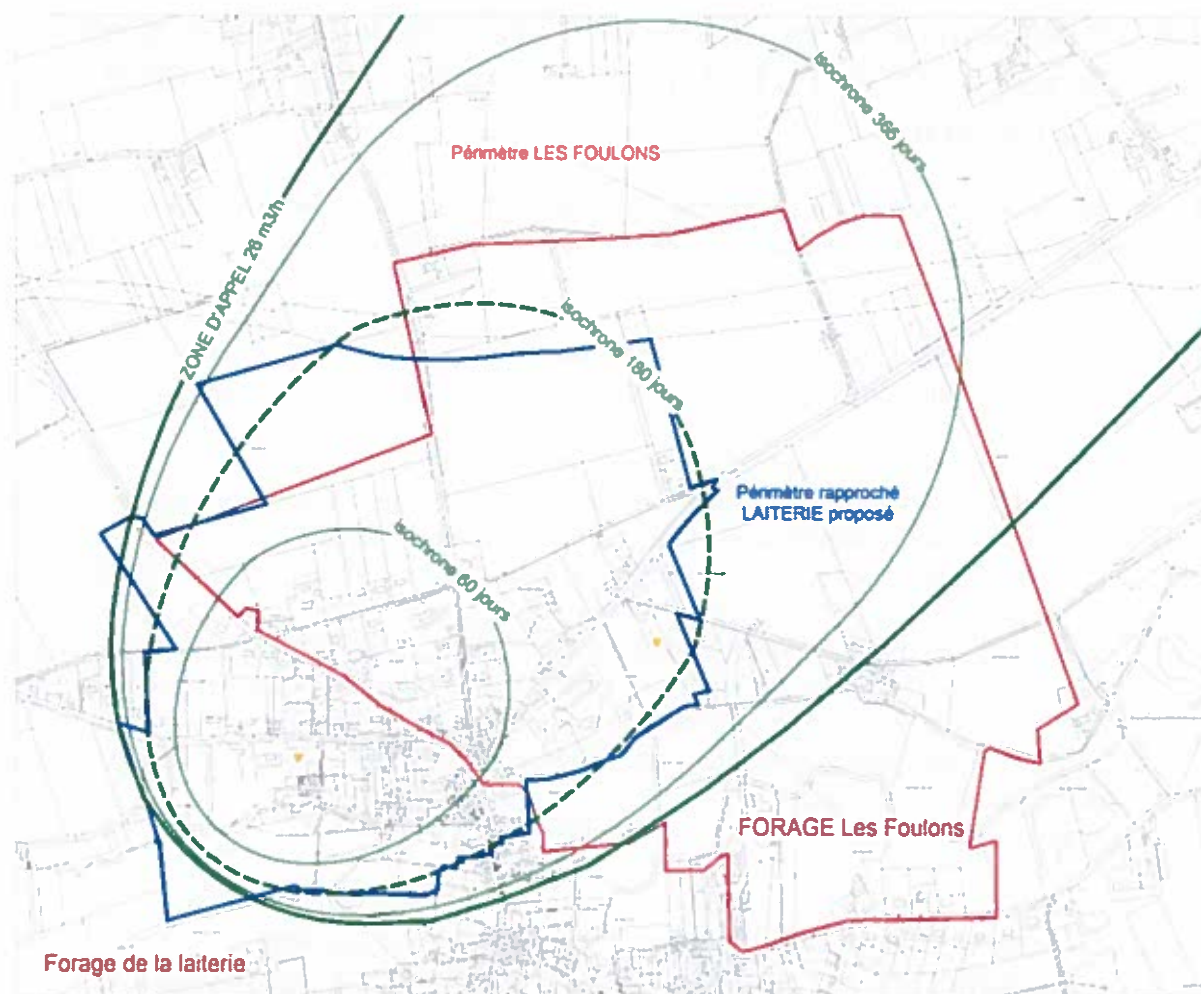 isochrone 365 jours
Périmètre LES FOULONS
ZONE D'APPEL 28 m3/h
isochrone 180 jours
Périmètre rapproché
LAITERIE proposé
isochrone 60 jours
FORAGE Les Foulons
Forage de la laiterie